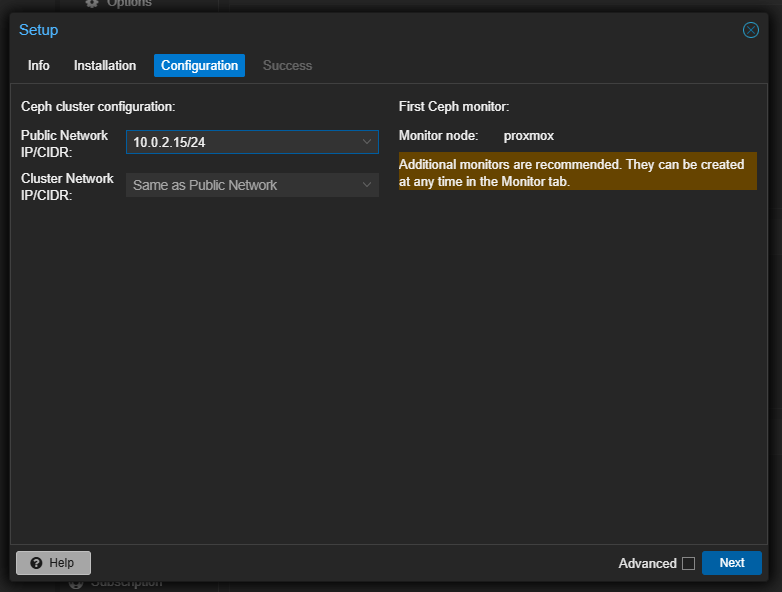 Options
Setup
Info Installation Configuration Success
Ceph cluster configuration:
Public Network
IP/CIDR:
10.0.2.15/24
Cluster Network
IP/CIDR:
Same as Public Network
First Ceph monitor:
Monitor node: proxmox
Additional monitors are recommended. They can be created
at any time in the Monitor tab.
Help
Advanced
Next
Subscription